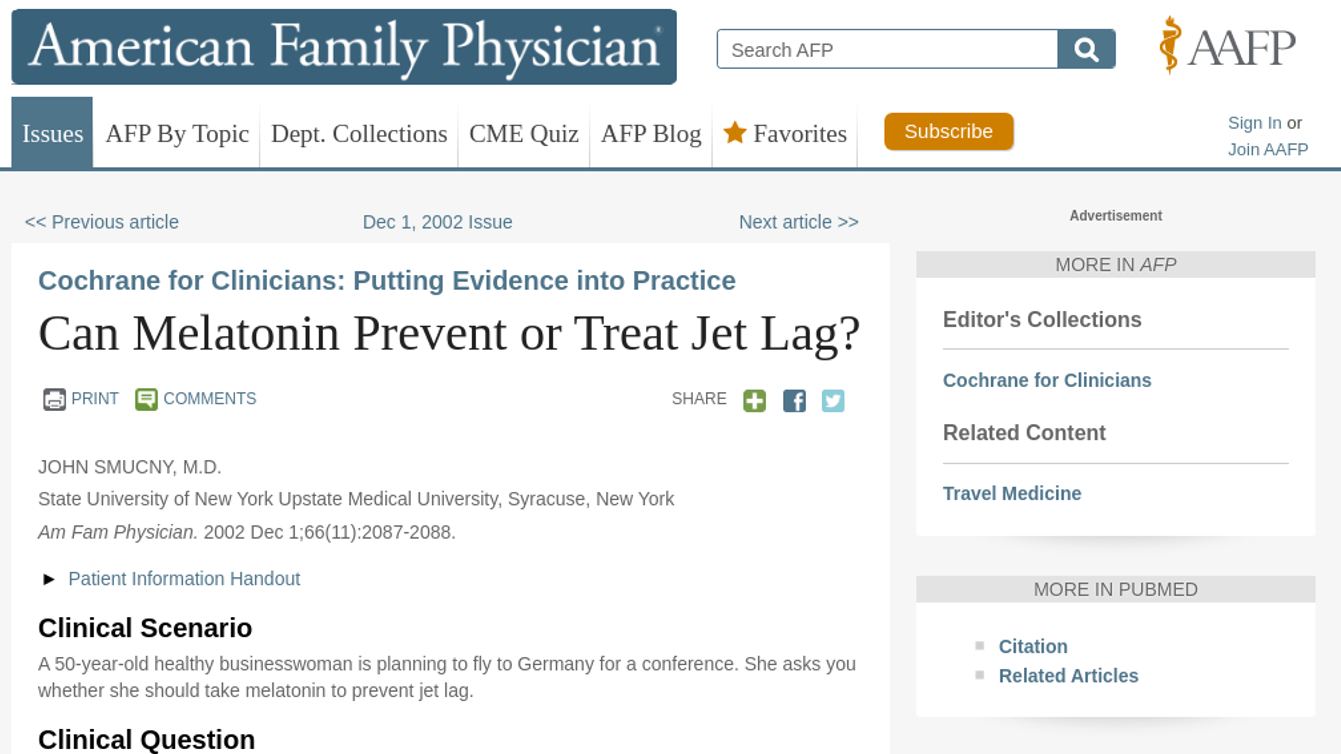 American Family Physician®
Search AFP
AAFP
Issues
AFP By Topic
Dept. Collections
CME Quiz
AFP Blog
Favorites
Subscribe
Sign In or
Join AAFP
<< Previous article
Dec 1, 2002 Issue
Next article >>
Cochrane for Clinicians: Putting Evidence into Practice
Can Melatonin Prevent or Treat Jet Lag?
PRINT
COMMENTS
SHARE
JOHN SMUCNY, M.D.
State University of New York Upstate Medical University, Syracuse, New York
Am Fam Physician. 2002 Dec 1;66(11):2087-2088.
► Patient Information Handout
Clinical Scenario
A 50-year-old healthy businesswoman is planning to fly to Germany for a conference. She asks you
whether she should take melatonin to prevent jet lag.
Clinical Question
Advertisement
MORE IN AFP
Editor's Collections
Cochrane for Clinicians
Related Content
Travel Medicine
MORE IN PUBMED
Citation
Related Articles